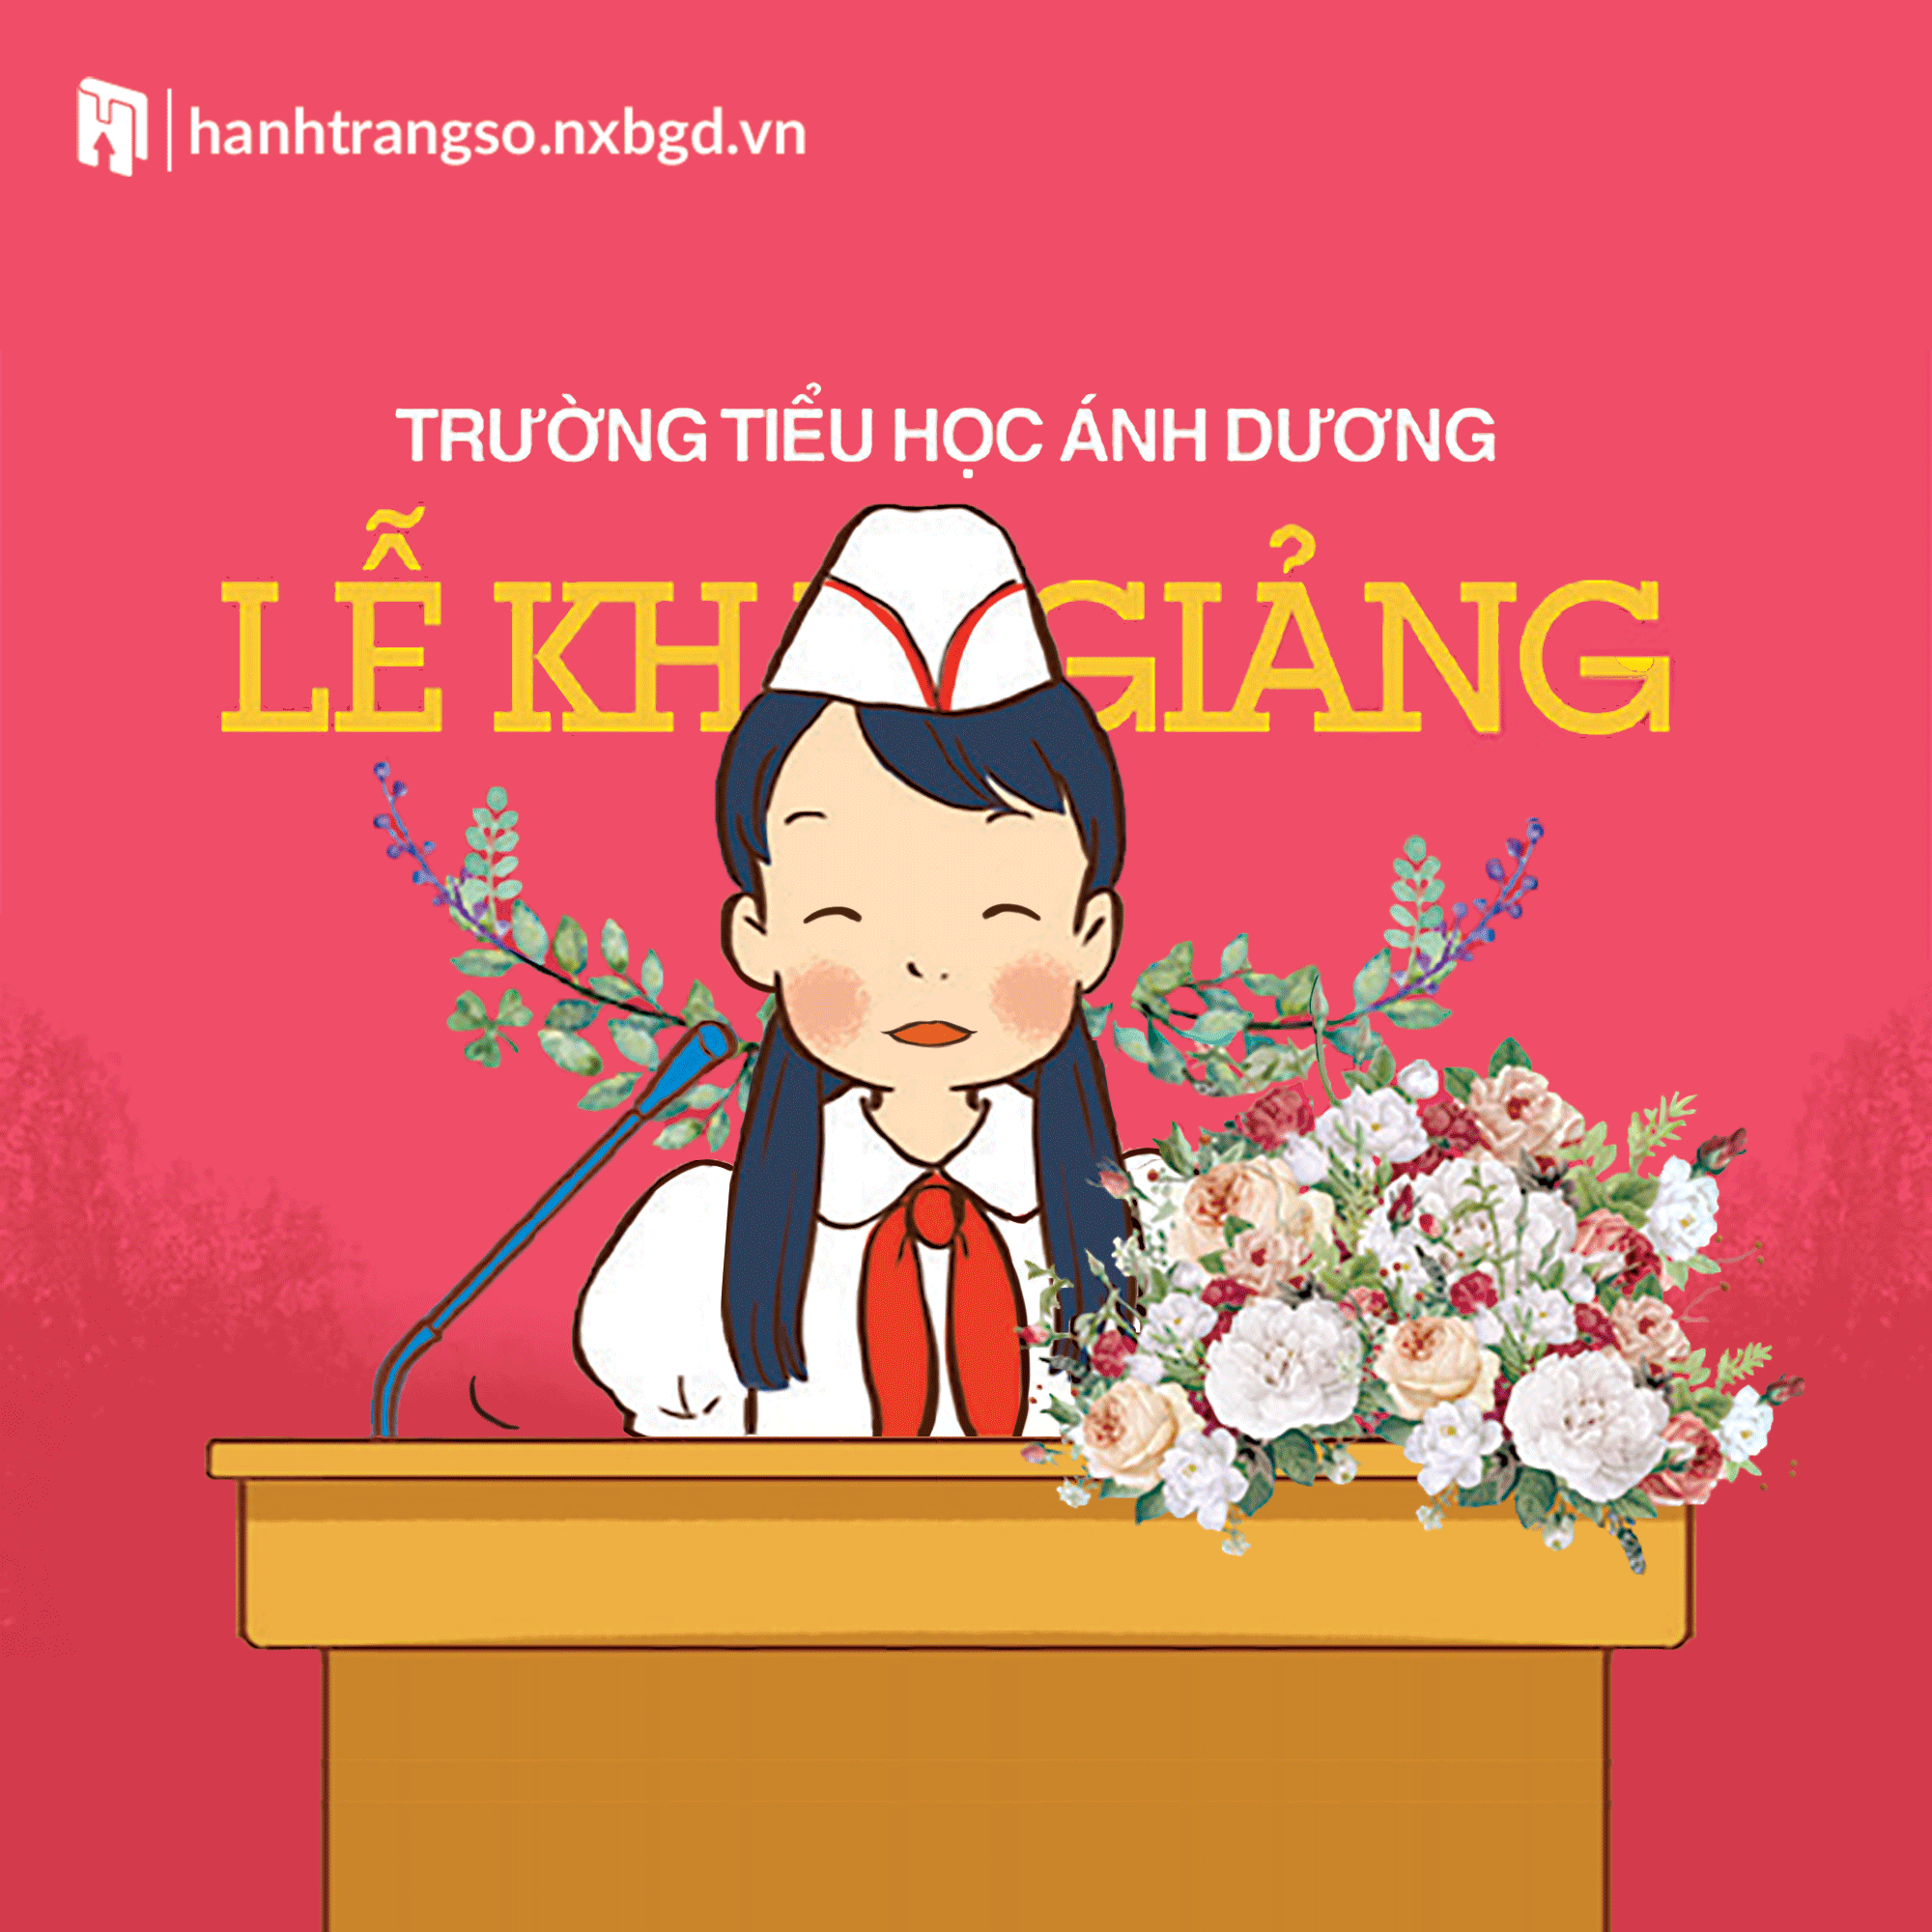 hanhtrangso.nxbgd.vn
TRƯỜNG TIỂU HỌC ÁNH DƯƠNG
LỄ KH GIẢNG